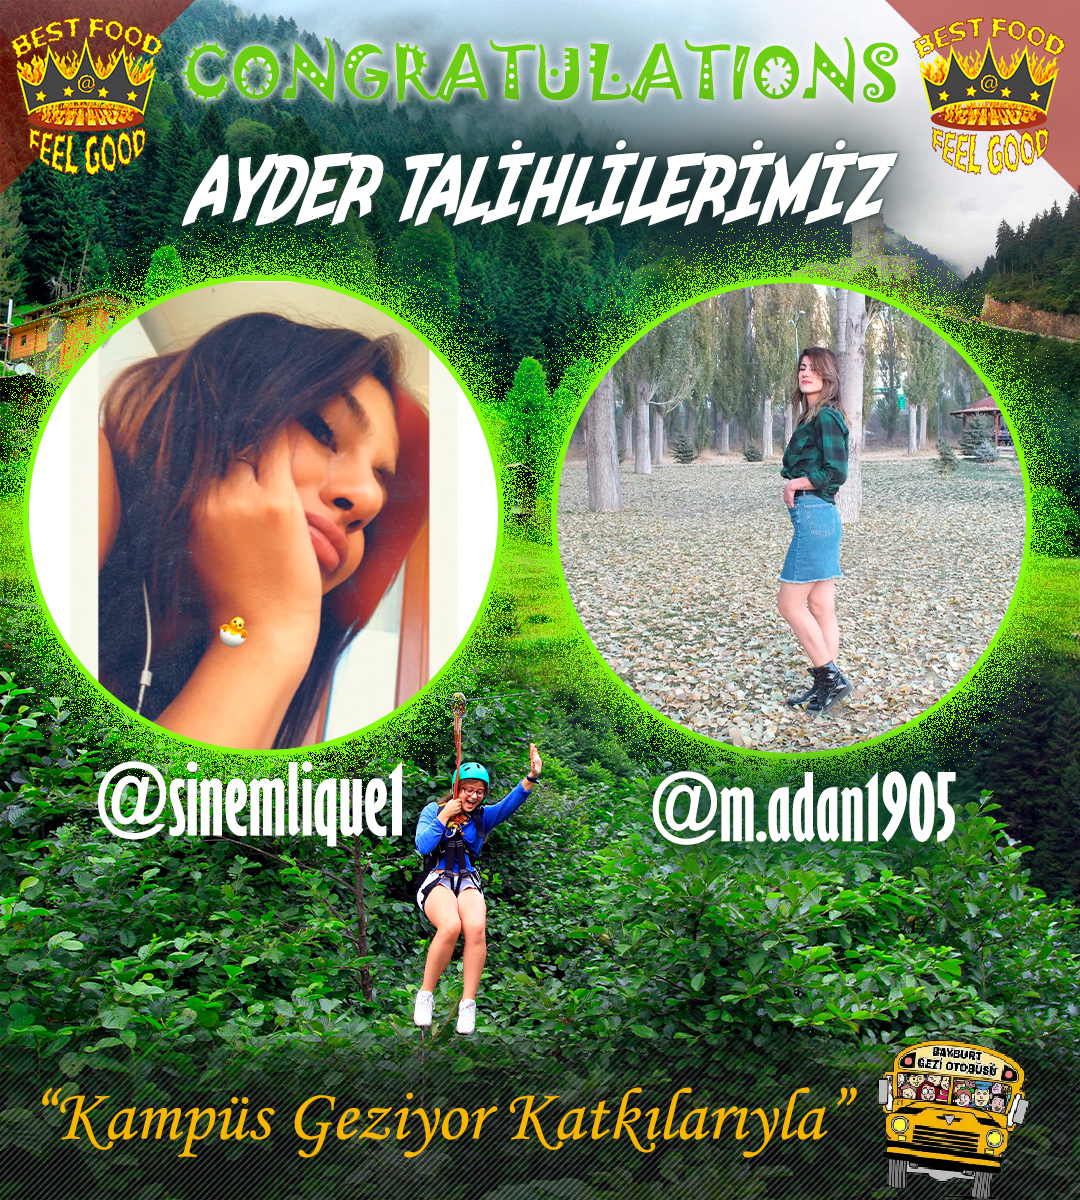 BEST FOOD
@
FEEL GOOD
CONGRATULATIONS
BEST FOOD
@
FEEL GOOD
AYDER TALİHLİLERİMİZ
@sinemlique1
@m.adan1905
BAYBURT
GEZİ OTOBÜSÜ
“Kampüs Geziyor Katkılarıyla”